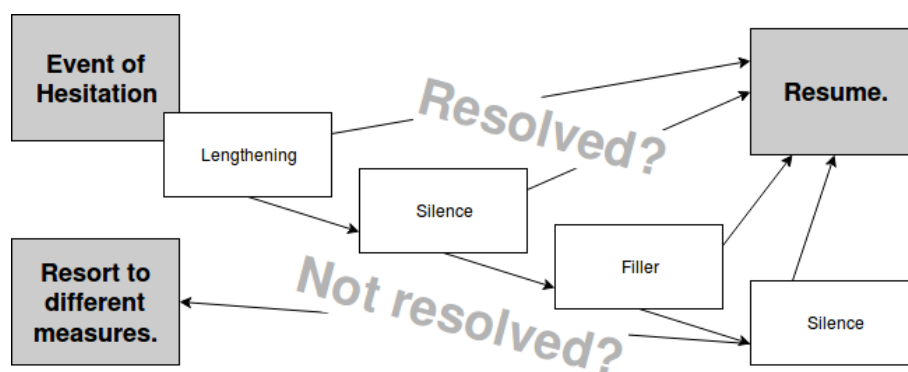 Event of
Hesitation
Resolved?
Resume.
Lengthening
Silence
Filler
Silence
Not resolved?
Resort to
different
measures.